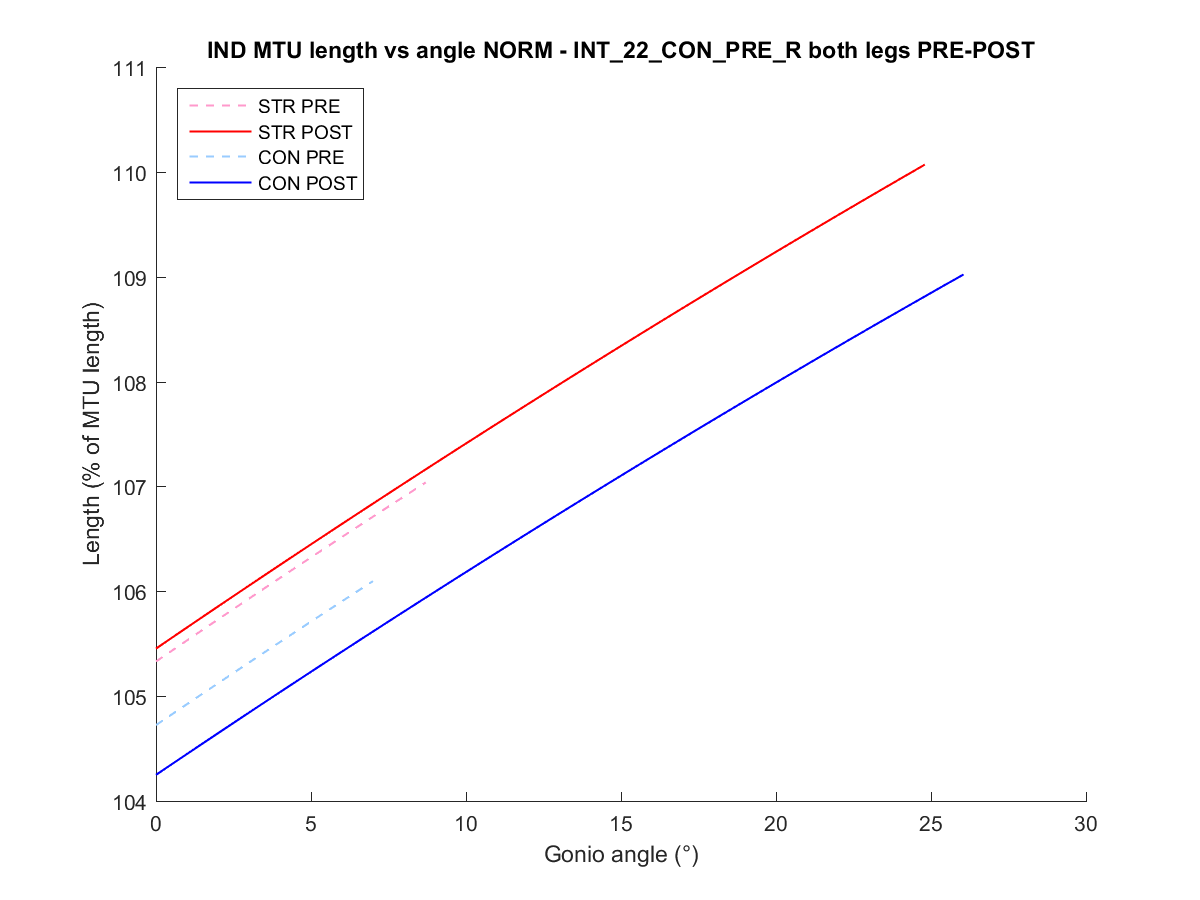 IND MTU length vs angle NORM - INT_22_CON_PRE_R both legs PRE-POST
111
110
109
108
107
106
105
104
STR PRE
STR POST
CON PRE
CON POST
Length (% of MTU length)
0 5 10 15 20 25 30
Gonio angle (°)